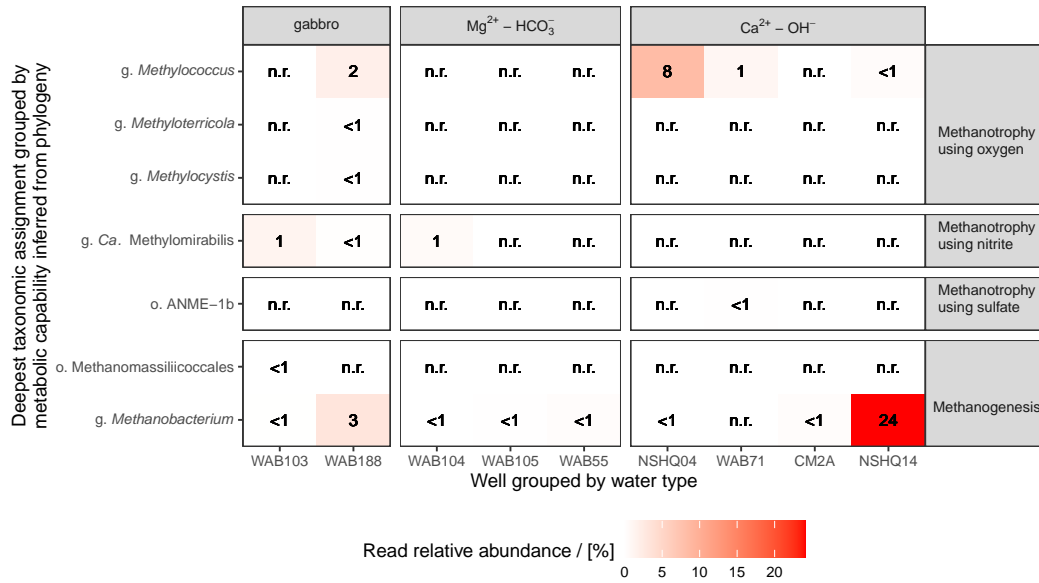 gabbro Mg²⁺ − HCO₃⁻ Ca²⁺ − OH⁻
Deepest taxonomic assignment grouped by
metabolic capability inferred from phylogeny
g. Methylococcus n.r. 2 n.r. n.r. n.r. 8 1 n.r. <1
g. Methyloterricola n.r. <1 n.r. n.r. n.r. n.r. n.r. n.r. n.r.
g. Methylocystis n.r. <1 n.r. n.r. n.r. n.r. n.r. n.r. n.r.
Methanotrophy
using oxygen
g. Ca. Methylomirabilis 1 <1 1 n.r. n.r. n.r. n.r. n.r. n.r.
Methanotrophy
using nitrite
o. ANME−1b n.r. n.r. n.r. n.r. n.r. n.r. <1 n.r. n.r.
Methanotrophy
using sulfate
o. Methanomassiliicoccales <1 n.r. n.r. n.r. n.r. n.r. n.r. n.r. n.r.
g. Methanobacterium <1 3 <1 <1 <1 <1 n.r. <1 24
Methanogenesis
WAB103 WAB188 WAB104 WAB105 WAB55 NSHQ04 WAB71 CM2A NSHQ14
Well grouped by water type
Read relative abundance / [%]
0 5 10 15 20